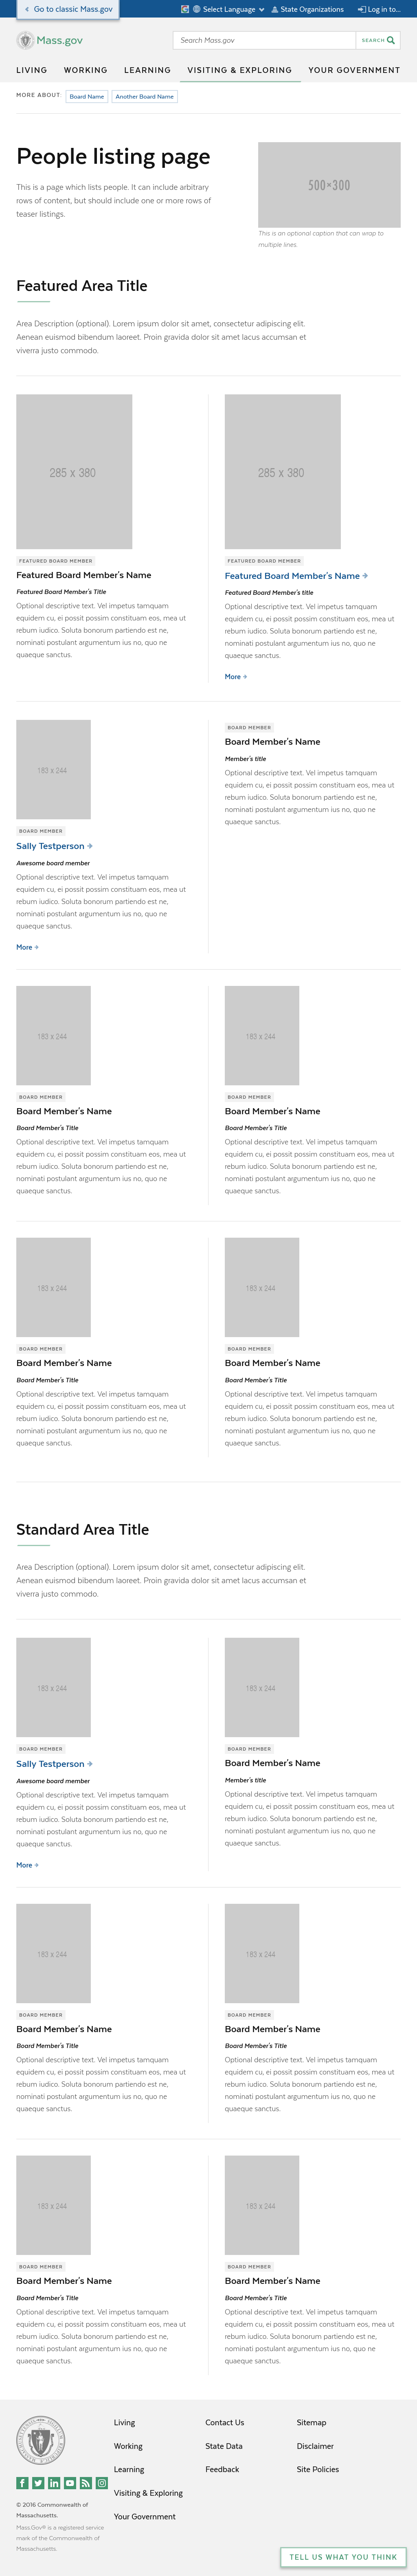 Go to classic Mass.gov
Select Language
State Organizations
Log in to...
Mass.gov
Search Mass.gov
SEARCH
LIVING
WORKING
LEARNING
VISITING & EXPLORING
YOUR GOVERNMENT
MORE ABOUT
Board Name
Another Board Name
People listing page
This is a page which lists people. It can include arbitrary
rows of content, but should include one or more rows of
teaser listings.
500×300
This is an optional caption that can wrap to
multiple lines.
Featured Area Title
Area Description (optional). Lorem ipsum dolor sit amet, consectetur adipiscing elit.
Aenean euismod bibendum laoreet. Proin gravida dolor sit amet lacus accumsan et
viverra justo commodo.
285 x 380
FEATURED BOARD MEMBER
Featured Board Member's Name
Featured Board Member's Title
Optional descriptive text. Vel impetus tamquam
equidem cu, ei possit possim constituam eos, mea ut
rebum iudico. Soluta bonorum partiendo est ne,
nominati postulant argumentum ius no, quo ne
quaeque sanctus.
285 x 380
FEATURED BOARD MEMBER
Featured Board Member's Name
Featured Board Member's title
Optional descriptive text. Vel impetus tamquam
equidem cu, ei possit possim constituam eos, mea ut
rebum iudico. Soluta bonorum partiendo est ne,
nominati postulant argumentum ius no, quo ne
quaeque sanctus.
More
163 x 244
BOARD MEMBER
Sally Testperson
Awesome board member
Optional descriptive text. Vel impetus tamquam
equidem cu, ei possit possim constituam eos, mea ut
rebum iudico. Soluta bonorum partiendo est ne,
nominati postulant argumentum ius no, quo ne
quaeque sanctus.
More
BOARD MEMBER
Board Member's Name
Member's title
Optional descriptive text. Vel impetus tamquam
equidem cu, ei possit possim constituam eos, mea ut
rebum iudico. Soluta bonorum partiendo est ne,
nominati postulant argumentum ius no, quo ne
quaeque sanctus.
163 x 244
BOARD MEMBER
Board Member's Name
Board Member's Title
Optional descriptive text. Vel impetus tamquam
equidem cu, ei possit possim constituam eos, mea ut
rebum iudico. Soluta bonorum partiendo est ne,
nominati postulant argumentum ius no, quo ne
quaeque sanctus.
163 x 244
BOARD MEMBER
Board Member's Name
Board Member's Title
Optional descriptive text. Vel impetus tamquam
equidem cu, ei possit possim constituam eos, mea ut
rebum iudico. Soluta bonorum partiendo est ne,
nominati postulant argumentum ius no, quo ne
quaeque sanctus.
163 x 244
BOARD MEMBER
Board Member's Name
Board Member's Title
Optional descriptive text. Vel impetus tamquam
equidem cu, ei possit possim constituam eos, mea ut
rebum iudico. Soluta bonorum partiendo est ne,
nominati postulant argumentum ius no, quo ne
quaeque sanctus.
163 x 244
BOARD MEMBER
Board Member's Name
Board Member's Title
Optional descriptive text. Vel impetus tamquam
equidem cu, ei possit possim constituam eos, mea ut
rebum iudico. Soluta bonorum partiendo est ne,
nominati postulant argumentum ius no, quo ne
quaeque sanctus.
Standard Area Title
Area Description (optional). Lorem ipsum dolor sit amet, consectetur adipiscing elit.
Aenean euismod bibendum laoreet. Proin gravida dolor sit amet lacus accumsan et
viverra justo commodo.
163 x 244
BOARD MEMBER
Sally Testperson
Awesome board member
Optional descriptive text. Vel impetus tamquam
equidem cu, ei possit possim constituam eos, mea ut
rebum iudico. Soluta bonorum partiendo est ne,
nominati postulant argumentum ius no, quo ne
quaeque sanctus.
More
163 x 244
BOARD MEMBER
Board Member's Name
Member's title
Optional descriptive text. Vel impetus tamquam
equidem cu, ei possit possim constituam eos, mea ut
rebum iudico. Soluta bonorum partiendo est ne,
nominati postulant argumentum ius no, quo ne
quaeque sanctus.
163 x 244
BOARD MEMBER
Board Member's Name
Board Member's Title
Optional descriptive text. Vel impetus tamquam
equidem cu, ei possit possim constituam eos, mea ut
rebum iudico. Soluta bonorum partiendo est ne,
nominati postulant argumentum ius no, quo ne
quaeque sanctus.
163 x 244
BOARD MEMBER
Board Member's Name
Board Member's Title
Optional descriptive text. Vel impetus tamquam
equidem cu, ei possit possim constituam eos, mea ut
rebum iudico. Soluta bonorum partiendo est ne,
nominati postulant argumentum ius no, quo ne
quaeque sanctus.
163 x 244
BOARD MEMBER
Board Member's Name
Board Member's Title
Optional descriptive text. Vel impetus tamquam
equidem cu, ei possit possim constituam eos, mea ut
rebum iudico. Soluta bonorum partiendo est ne,
nominati postulant argumentum ius no, quo ne
quaeque sanctus.
163 x 244
BOARD MEMBER
Board Member's Name
Board Member's Title
Optional descriptive text. Vel impetus tamquam
equidem cu, ei possit possim constituam eos, mea ut
rebum iudico. Soluta bonorum partiendo est ne,
nominati postulant argumentum ius no, quo ne
quaeque sanctus.
© 2016 Commonwealth of
Massachusetts.
Mass.Gov® is a registered service
mark of the Commonwealth of
Massachusetts.
Living
Working
Learning
Visiting & Exploring
Your Government
Contact Us
State Data
Feedback
Sitemap
Disclaimer
Site Policies
TELL US WHAT YOU THINK